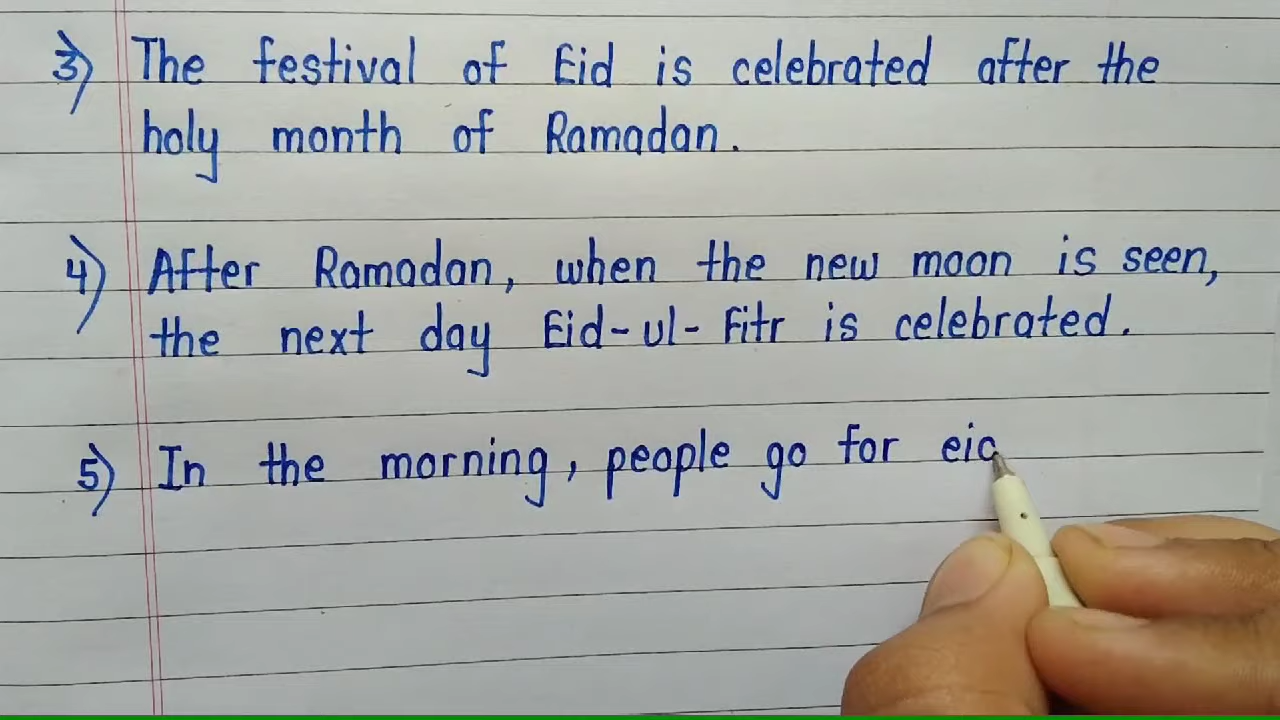 3) The festival of Eid is celebrated after the
holy month of Ramadan.
4) After Ramadan, when the new moon is seen,
the next day Eid-ul-Fitr is celebrated.
5) In the morning, people go for eic